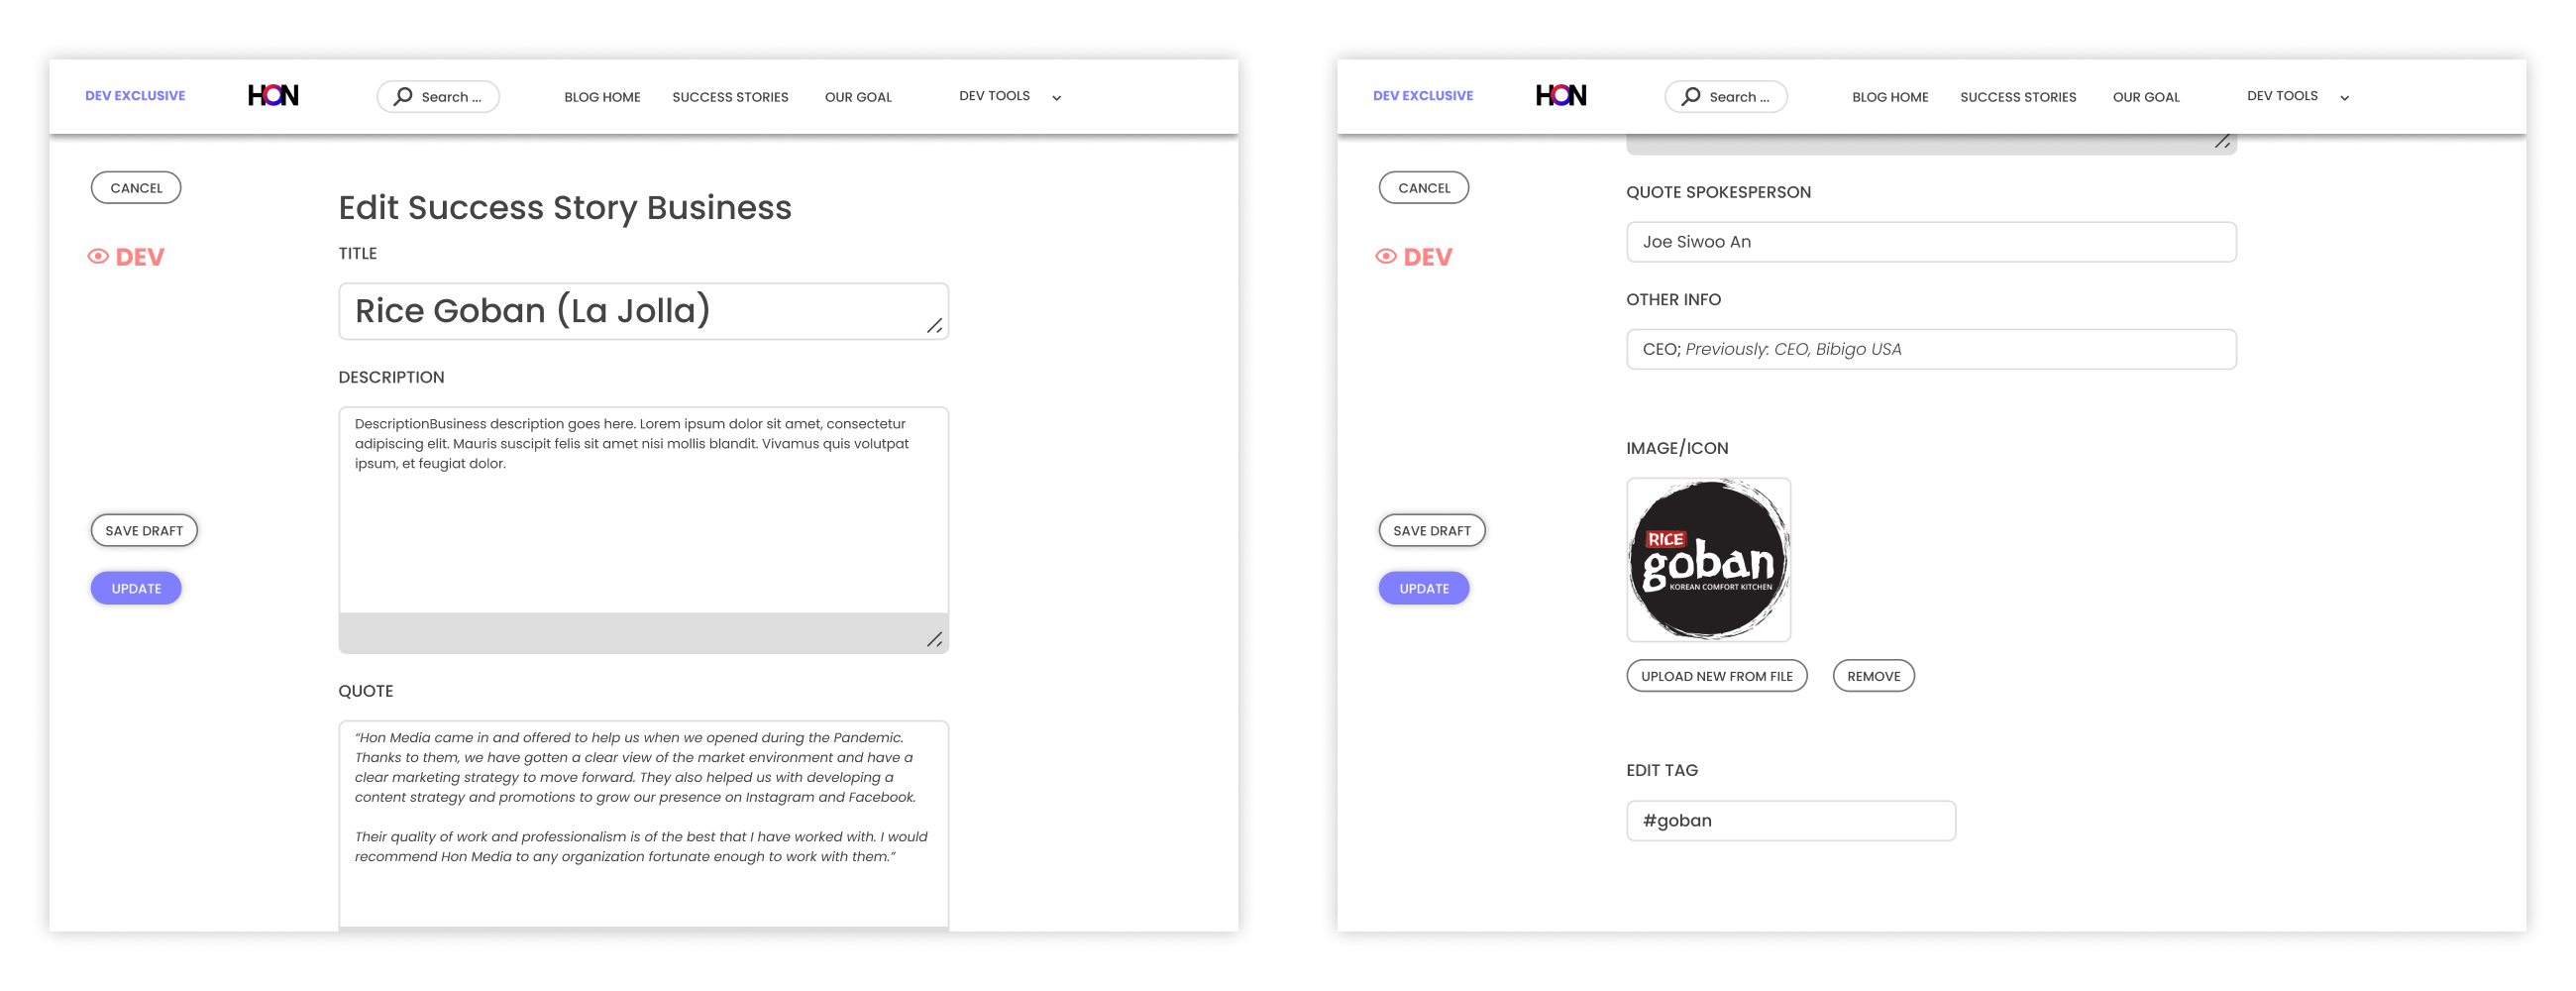 DEV EXCLUSIVE
HON
Search ...
BLOG HOME
SUCCESS STORIES
OUR GOAL
DEV TOOLS
CANCEL
DEV
SAVE DRAFT
UPDATE
Edit Success Story Business
TITLE
Rice Goban (La Jolla)
DESCRIPTION
DescriptionBusiness description goes here. Lorem ipsum dolor sit amet, consectetur
adipiscing elit. Mauris suscipit felis sit amet nisi mollis blandit. Vivamus quis volutpat
ipsum, et feugiat dolor.
QUOTE
“Hon Media came in and offered to help us when we opened during the Pandemic.
Thanks to them, we have gotten a clear view of the market environment and have a
clear marketing strategy to move forward. They also helped us with developing a
content strategy and promotions to grow our presence on Instagram and Facebook.
Their quality of work and professionalism is of the best that I have worked with. I would
recommend Hon Media to any organization fortunate enough to work with them.”
DEV EXCLUSIVE
HON
Search ...
BLOG HOME
SUCCESS STORIES
OUR GOAL
DEV TOOLS
CANCEL
DEV
SAVE DRAFT
UPDATE
QUOTE SPOKESPERSON
Joe Siwoo An
OTHER INFO
CEO; Previously: CEO, Bibigo USA
IMAGE/ICON
RICE
goban
KOREAN COMFORT KITCHEN
UPLOAD NEW FROM FILE
REMOVE
EDIT TAG
#goban